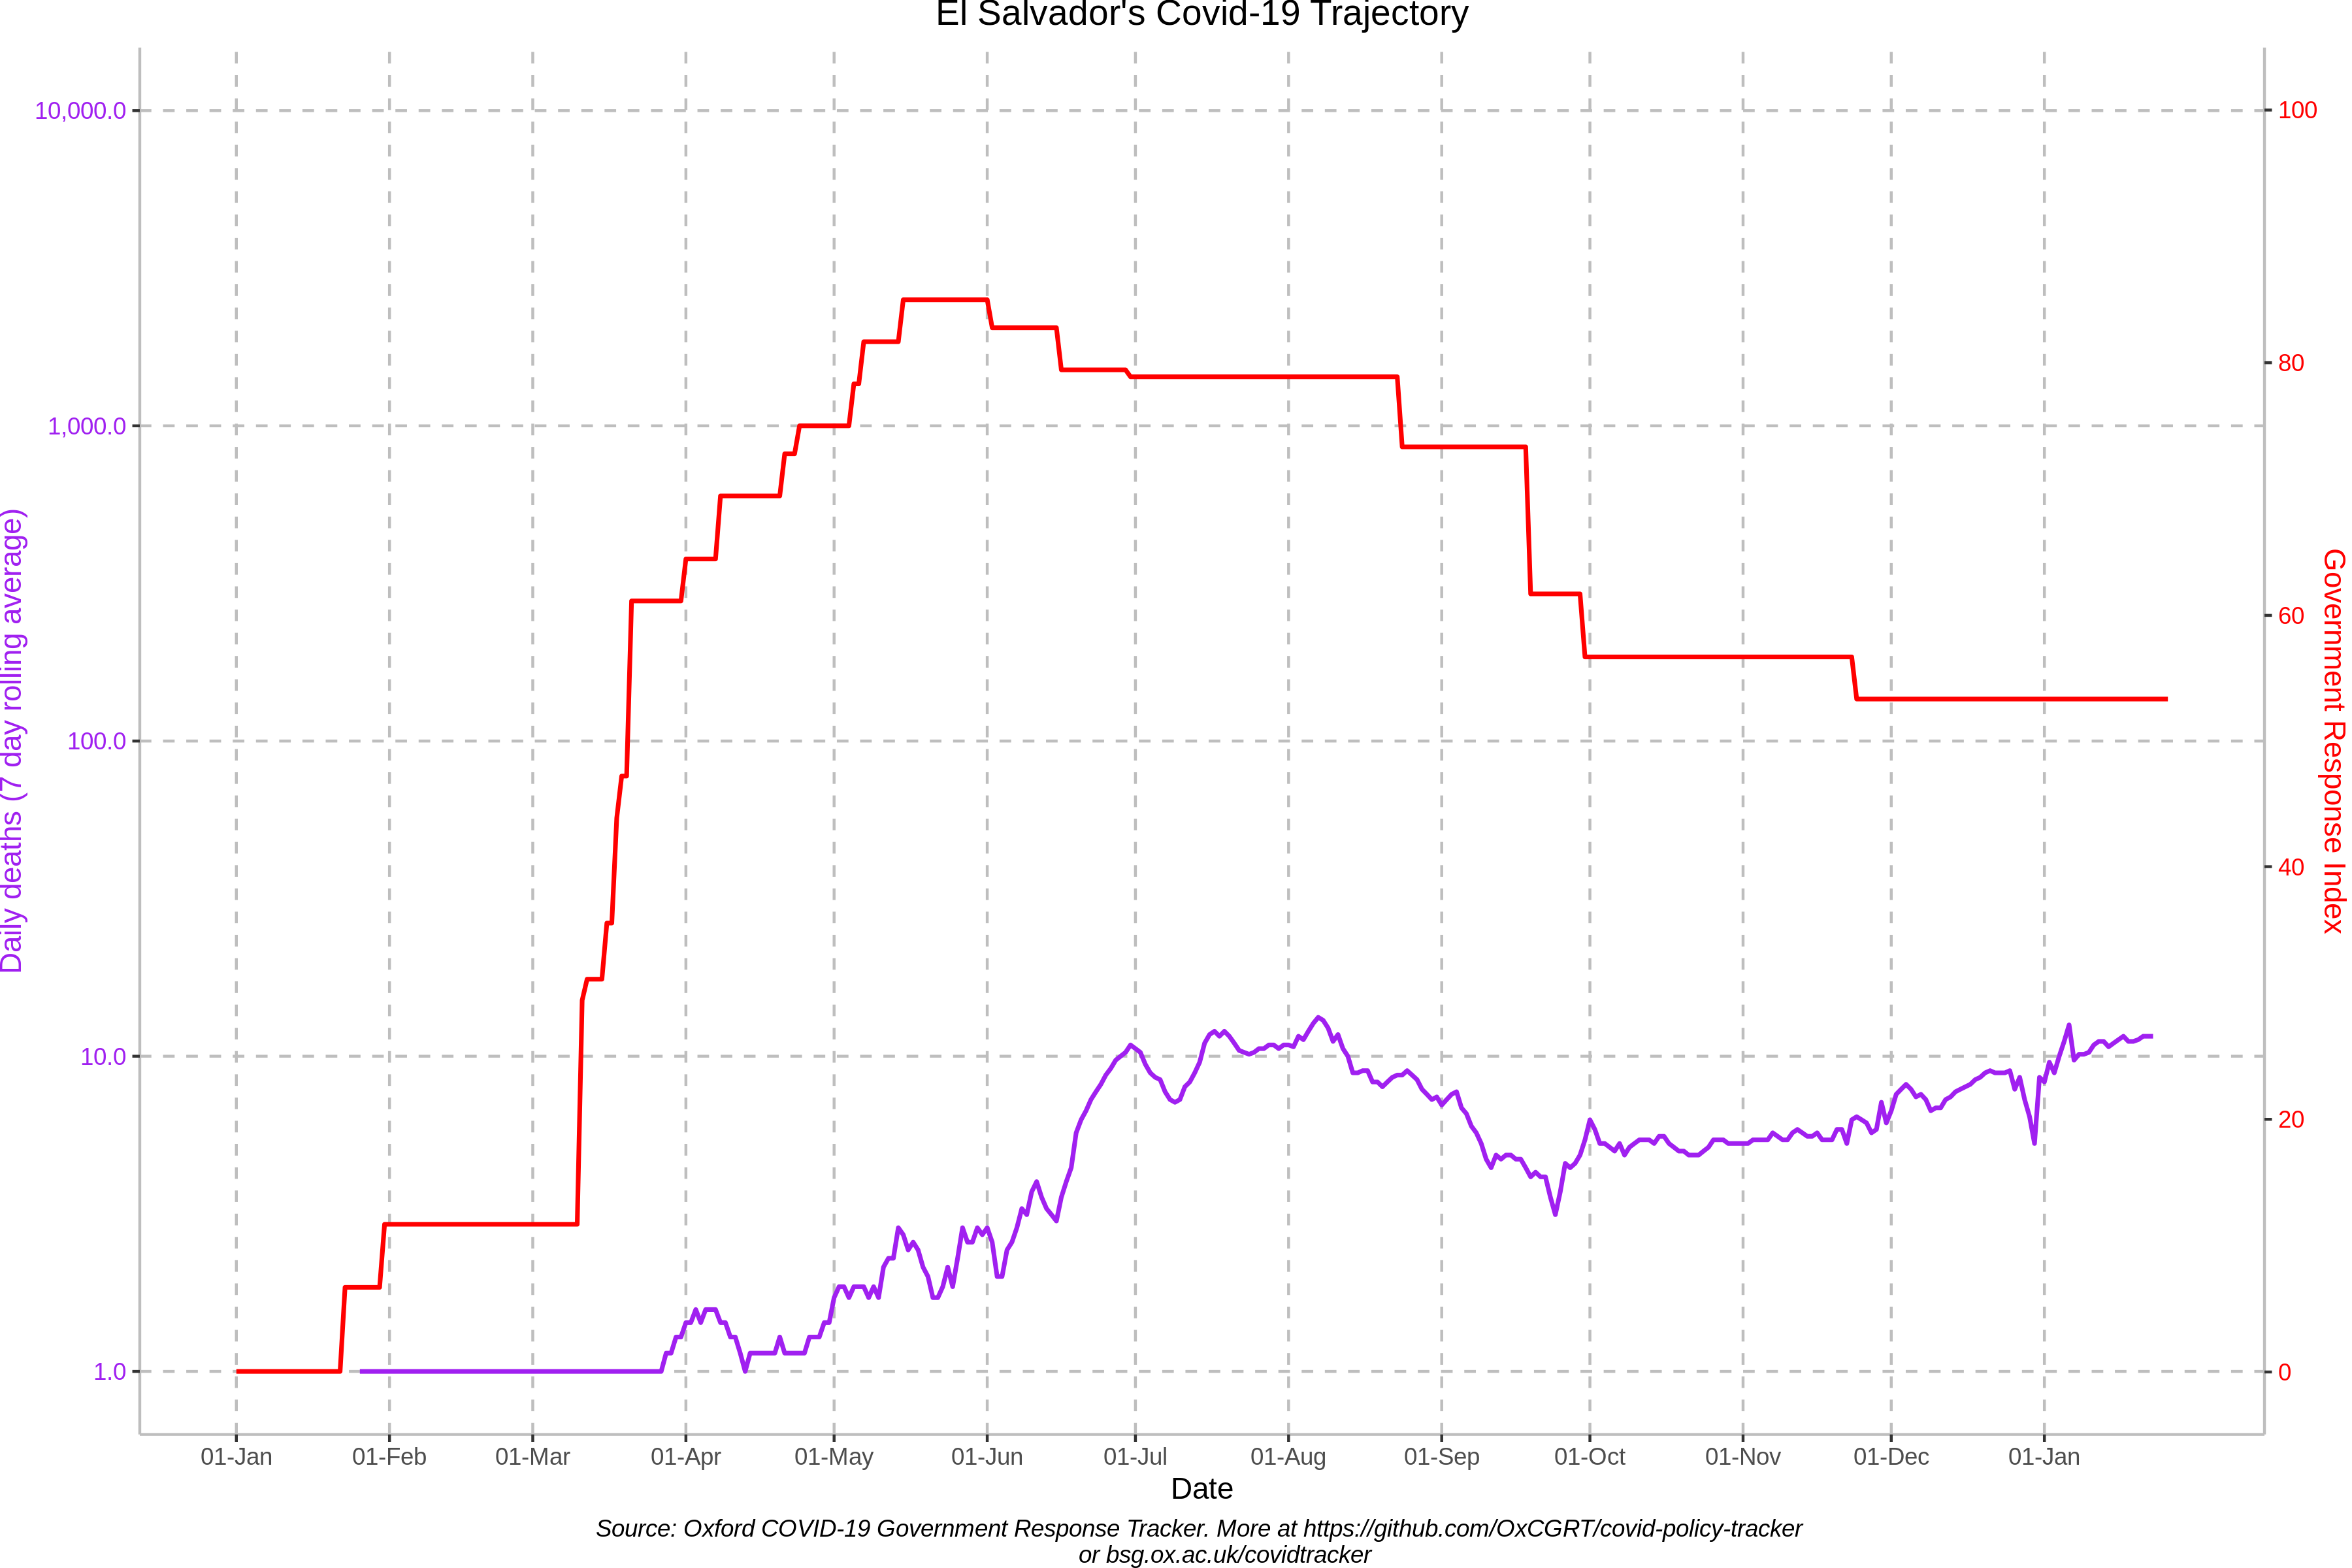 El Salvador's Covid-19 Trajectory
10,000.0
1,000.0
100.0
10.0
1.0
Daily deaths (7 day rolling average)
100
80
60
40
20
0
Government Response Index
01-Jan
01-Feb
01-Mar
01-Apr
01-May
01-Jun
01-Jul
01-Aug
01-Sep
01-Oct
01-Nov
01-Dec
01-Jan
Date
Source: Oxford COVID-19 Government Response Tracker. More at https://github.com/OxCGRT/covid-policy-tracker
or bsg.ox.ac.uk/covidtracker